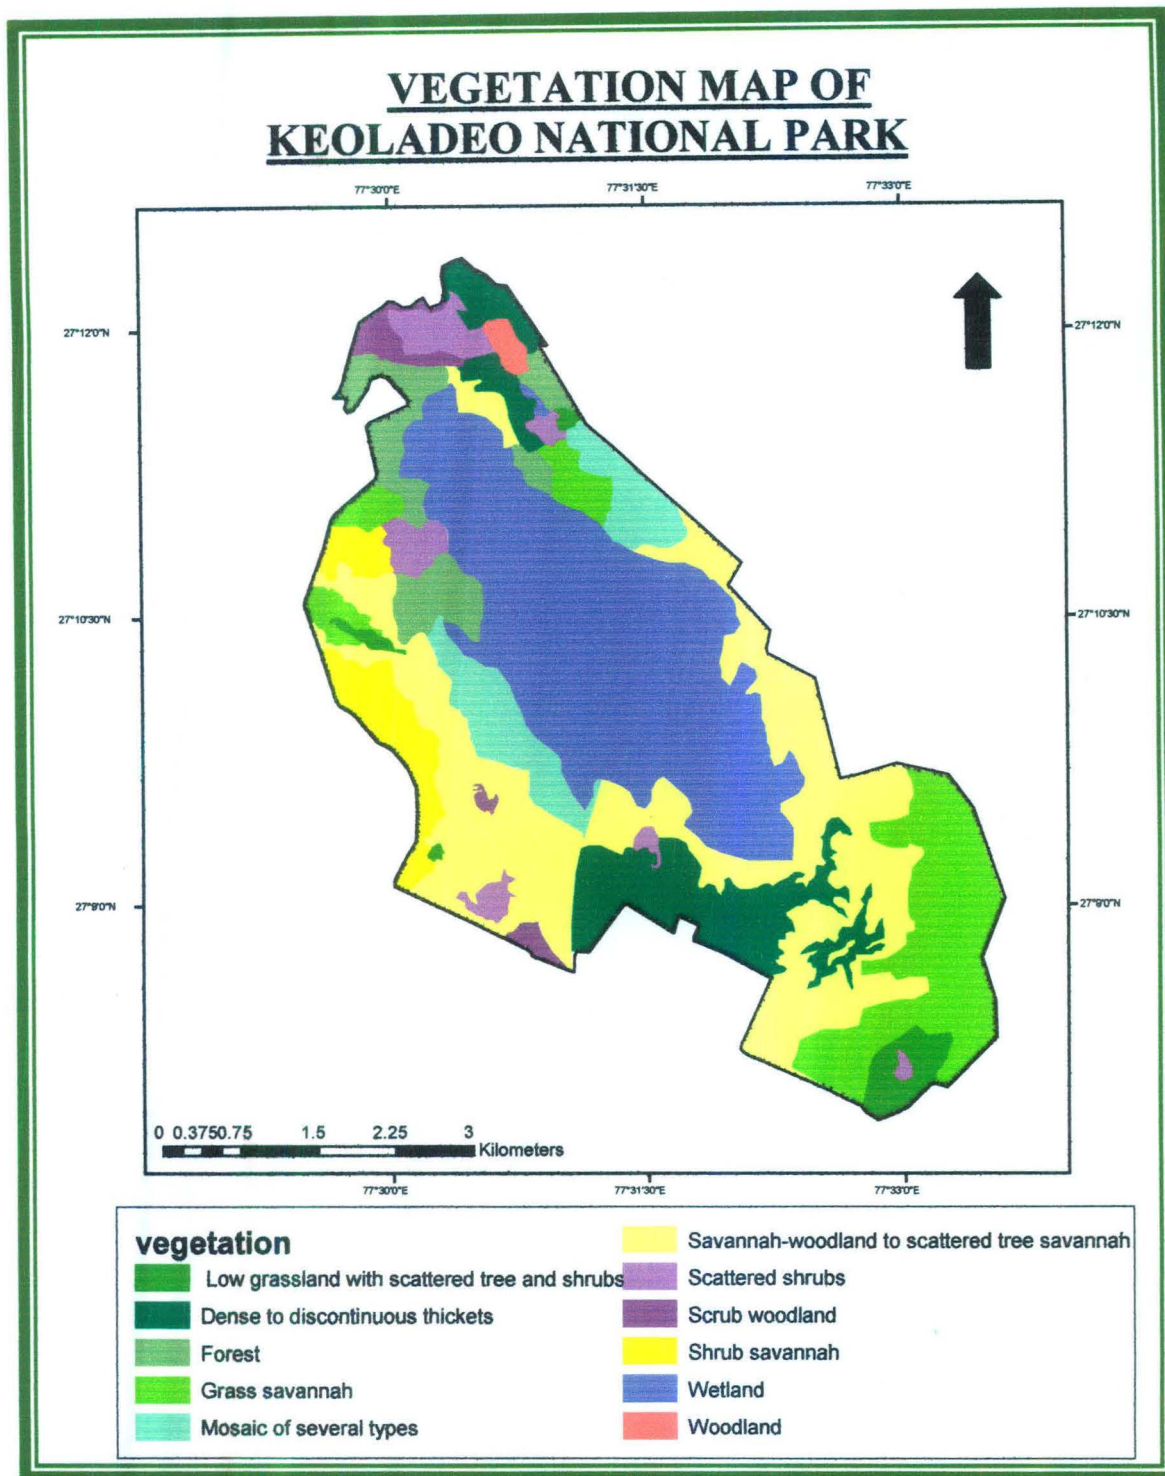 VEGETATION MAP OF
KEOLADEO NATIONAL PARK
77°30'0"E 77°31'30"E 77°33'0"E
27°12'0"N 27°12'0"N
27°10'30"N 27°10'30"N
27°9'0"N 27°9'0"N
0 0.375 0.75 1.5 2.25 3
Kilometers
77°30'0"E 77°31'30"E 77°33'0"E
vegetation
Low grassland with scattered tree and shrubs
Dense to discontinuous thickets
Forest
Grass savannah
Mosaic of several types
Savannah-woodland to scattered tree savannah
Scattered shrubs
Scrub woodland
Shrub savannah
Wetland
Woodland